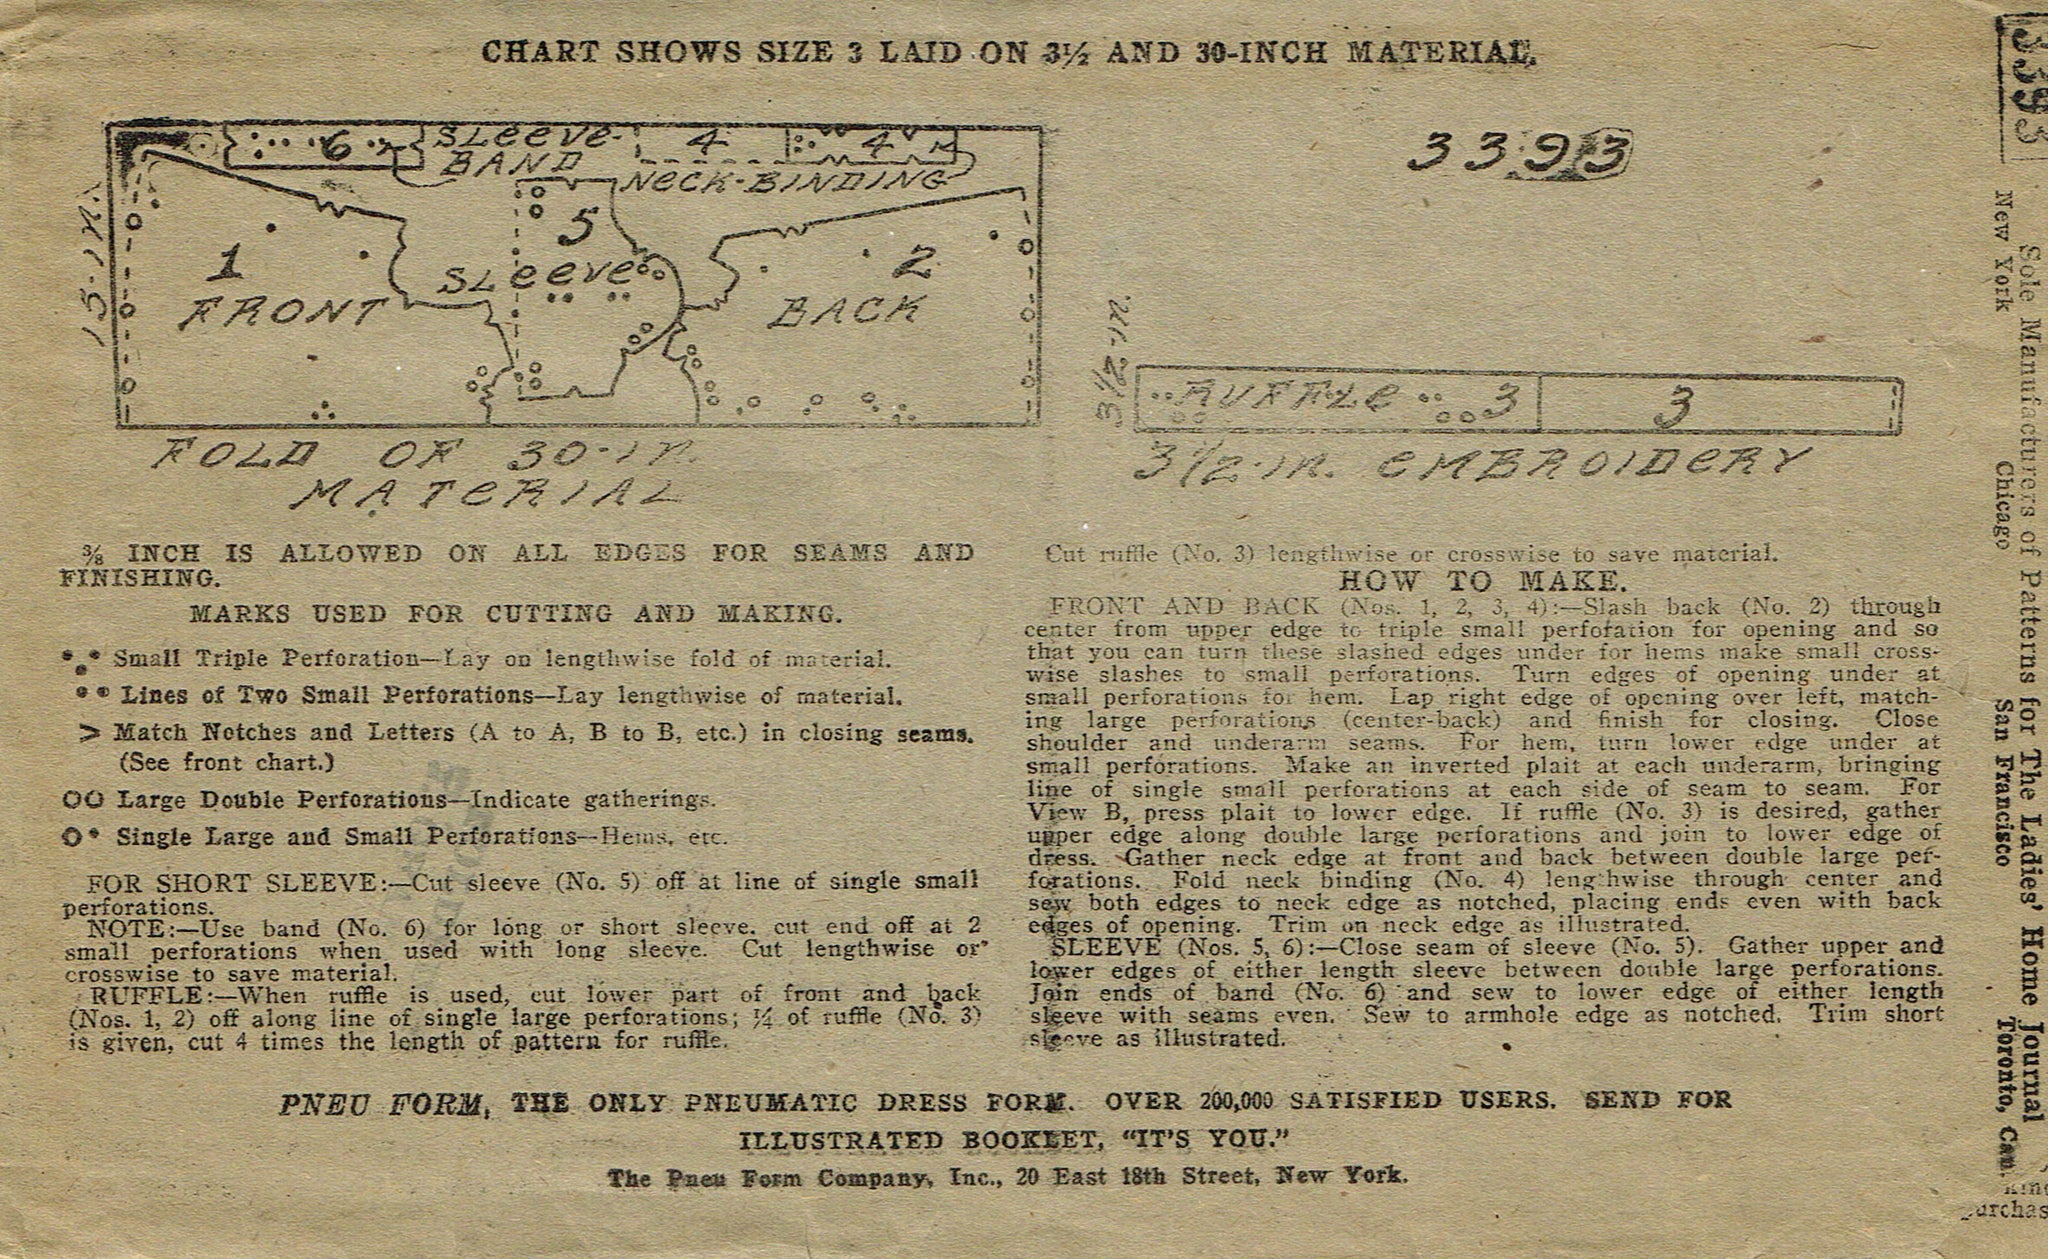 CHART SHOWS SIZE 3 LAID ON 3½ AND 30-INCH MATERIAL.
6
SLEEVE-
BAND
4
4
NECK-BINDING
15-IN.
1
FRONT
5
SLEEVE
2
BACK
FOLD OF 30-IN.
MATERIAL
3393
3½-IN.
RUFFLE 3
3
3½-IN. EMBROIDERY
⅜ INCH IS ALLOWED ON ALL EDGES FOR SEAMS AND
FINISHING.
MARKS USED FOR CUTTING AND MAKING.
Small Triple Perforation—Lay on lengthwise fold of material.
Lines of Two Small Perforations—Lay lengthwise of material.
> Match Notches and Letters (A to A, B to B, etc.) in closing seams.
(See front chart.)
Large Double Perforations—Indicate gatherings.
Single Large and Small Perforations—Hems, etc.
FOR SHORT SLEEVE:—Cut sleeve (No. 5) off at line of single small
perforations.
NOTE:—Use band (No. 6) for long or short sleeve. cut end off at 2
small perforations when used with long sleeve. Cut lengthwise or
crosswise to save material.
RUFFLE:—When ruffle is used, cut lower part of front and back
(Nos. 1, 2) off along line of single large perforations; ¼ of ruffle (No. 3)
is given, cut 4 times the length of pattern for ruffle.
Cut ruffle (No. 3) lengthwise or crosswise to save material.
HOW TO MAKE.
FRONT AND BACK (Nos. 1, 2, 3, 4):—Slash back (No. 2) through
center from upper edge to triple small perforation for opening and so
that you can turn these slashed edges under for hems make small cross-
wise slashes to small perforations. Turn edges of opening under at
small perforations for hem. Lap right edge of opening over left, match-
ing large perforations (center-back) and finish for closing. Close
shoulder and underarm seams. For hem, turn lower edge under at
small perforations. Make an inverted plait at each underarm, bringing
line of single small perforations at each side of seam to seam. For
View B, press plait to lower edge. If ruffle (No. 3) is desired, gather
upper edge along double large perforations and join to lower edge of
dress. Gather neck edge at front and back between double large per-
forations. Fold neck binding (No. 4) lengthwise through center and
sew both edges to neck edge as notched, placing ends even with back
edges of opening. Trim on neck edge as illustrated.
SLEEVE (Nos. 5, 6):—Close seam of sleeve (No. 5). Gather upper and
lower edges of either length sleeve between double large perforations.
Join ends of band (No. 6) and sew to lower edge of either length
sleeve with seams even. Sew to armhole edge as notched. Trim short
sleeve as illustrated.
PNEU FORM, THE ONLY PNEUMATIC DRESS FORM. OVER 200,000 SATISFIED USERS. SEND FOR
ILLUSTRATED BOOKLET, "IT'S YOU."
The Pneu Form Company, Inc., 20 East 18th Street, New York.
3393
Sole Manufacturers of Patterns for The Ladies' Home Journal
New York Chicago San Francisco Toronto, Can.